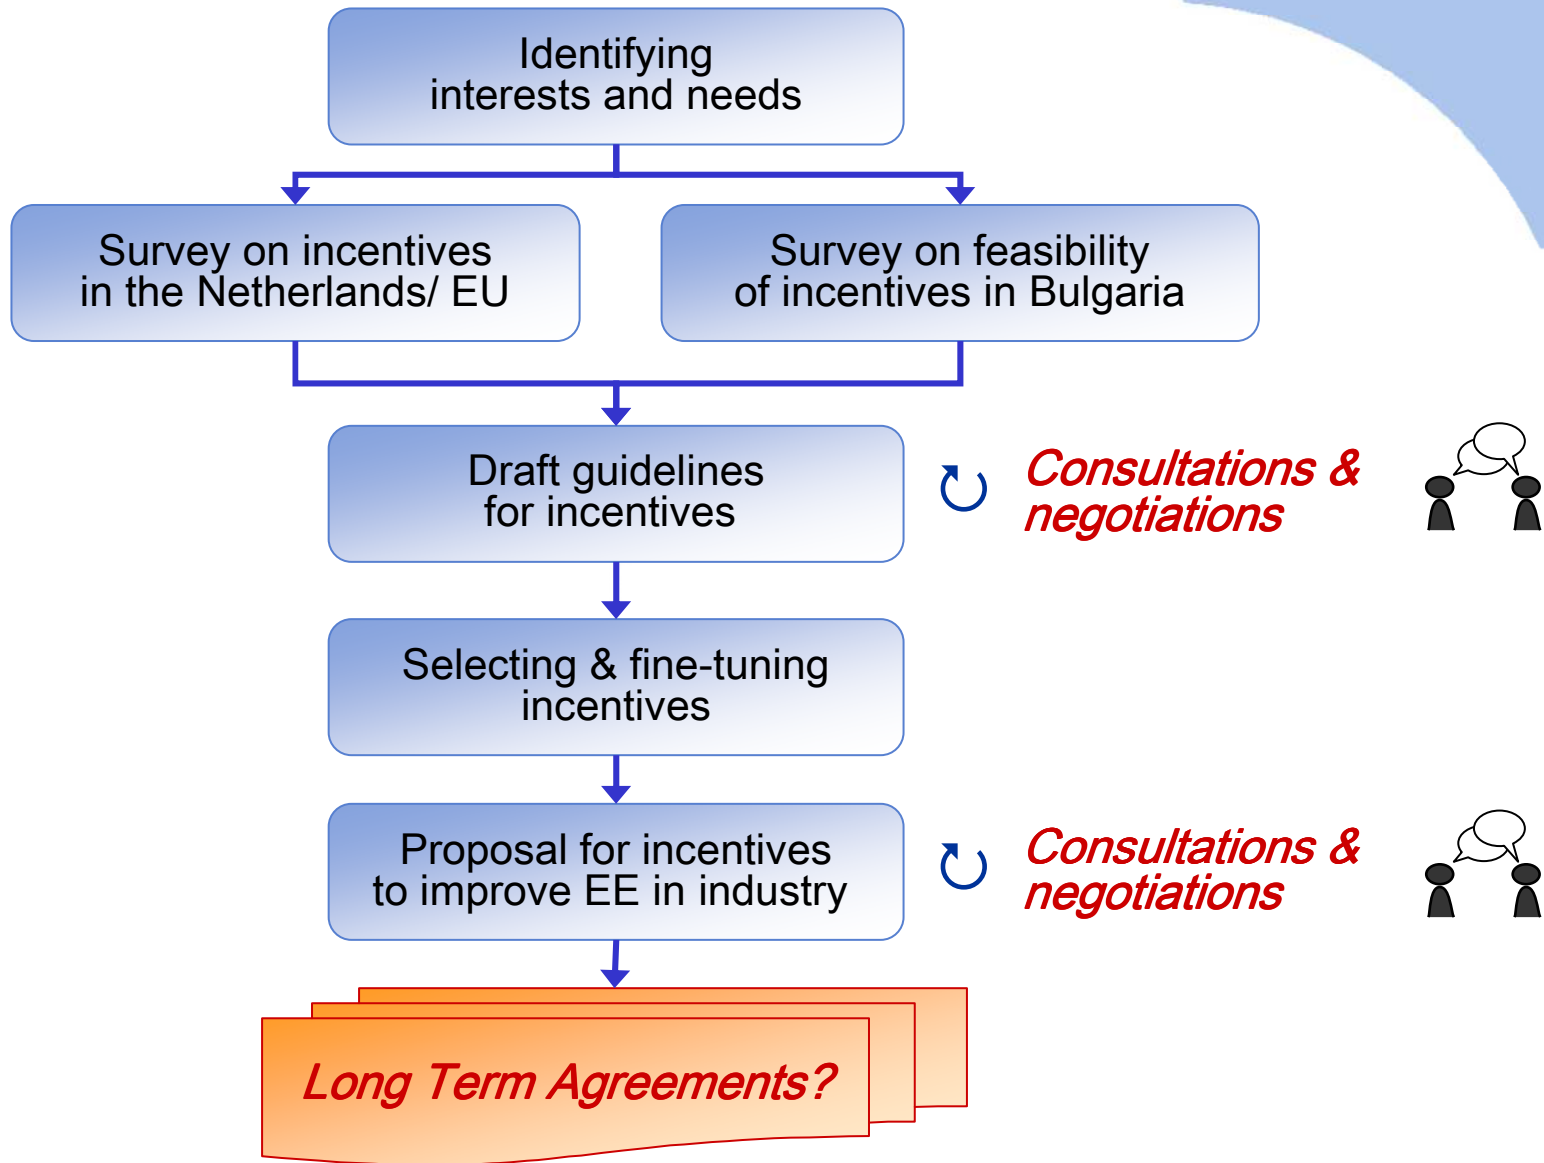 Identifying
interests and needs
Survey on incentives
in the Netherlands/ EU
Survey on feasibility
of incentives in Bulgaria
Draft guidelines
for incentives
Consultations &
negotiations
Selecting & fine-tuning
incentives
Proposal for incentives
to improve EE in industry
Consultations &
negotiations
Long Term Agreements?